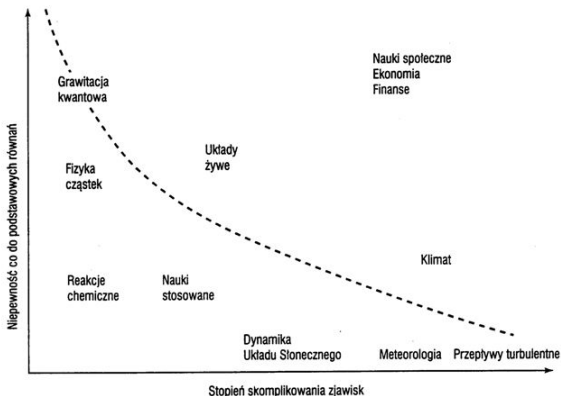 Niepewność co do podstawowych równań
Nauki społeczne
Ekonomia
Finanse
Grawitacja
kwantowa
Układy
żywe
Fizyka
cząstek
Klimat
Reakcje
chemiczne
Nauki
stosowane
Dynamika
Układu Słonecznego
Meteorologia
Przepływy turbulentne
Stopień skomplikowania zjawisk